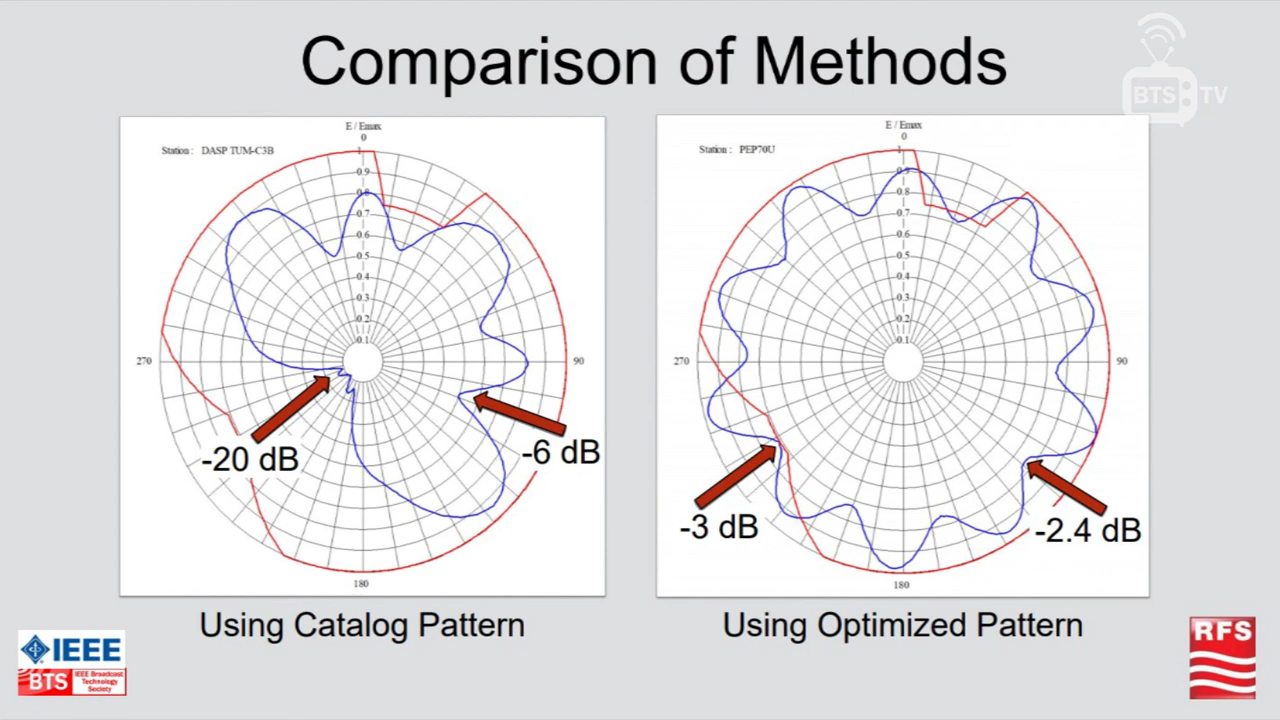 Comparison of Methods
BTS TV
E / Emax
0
Station : DASP TUM-C3B
1
0.9
0.8
0.7
0.6
0.5
0.4
0.3
0.2
0.1
270
90
-20 dB
-6 dB
180
Using Catalog Pattern
E / Emax
0
Station : PEP70U
1
0.9
0.8
0.7
0.6
0.5
0.4
0.3
0.2
0.1
270
90
-3 dB
-2.4 dB
180
Using Optimized Pattern
IEEE
BTS
IEEE Broadcast
Technology
Society
RFS